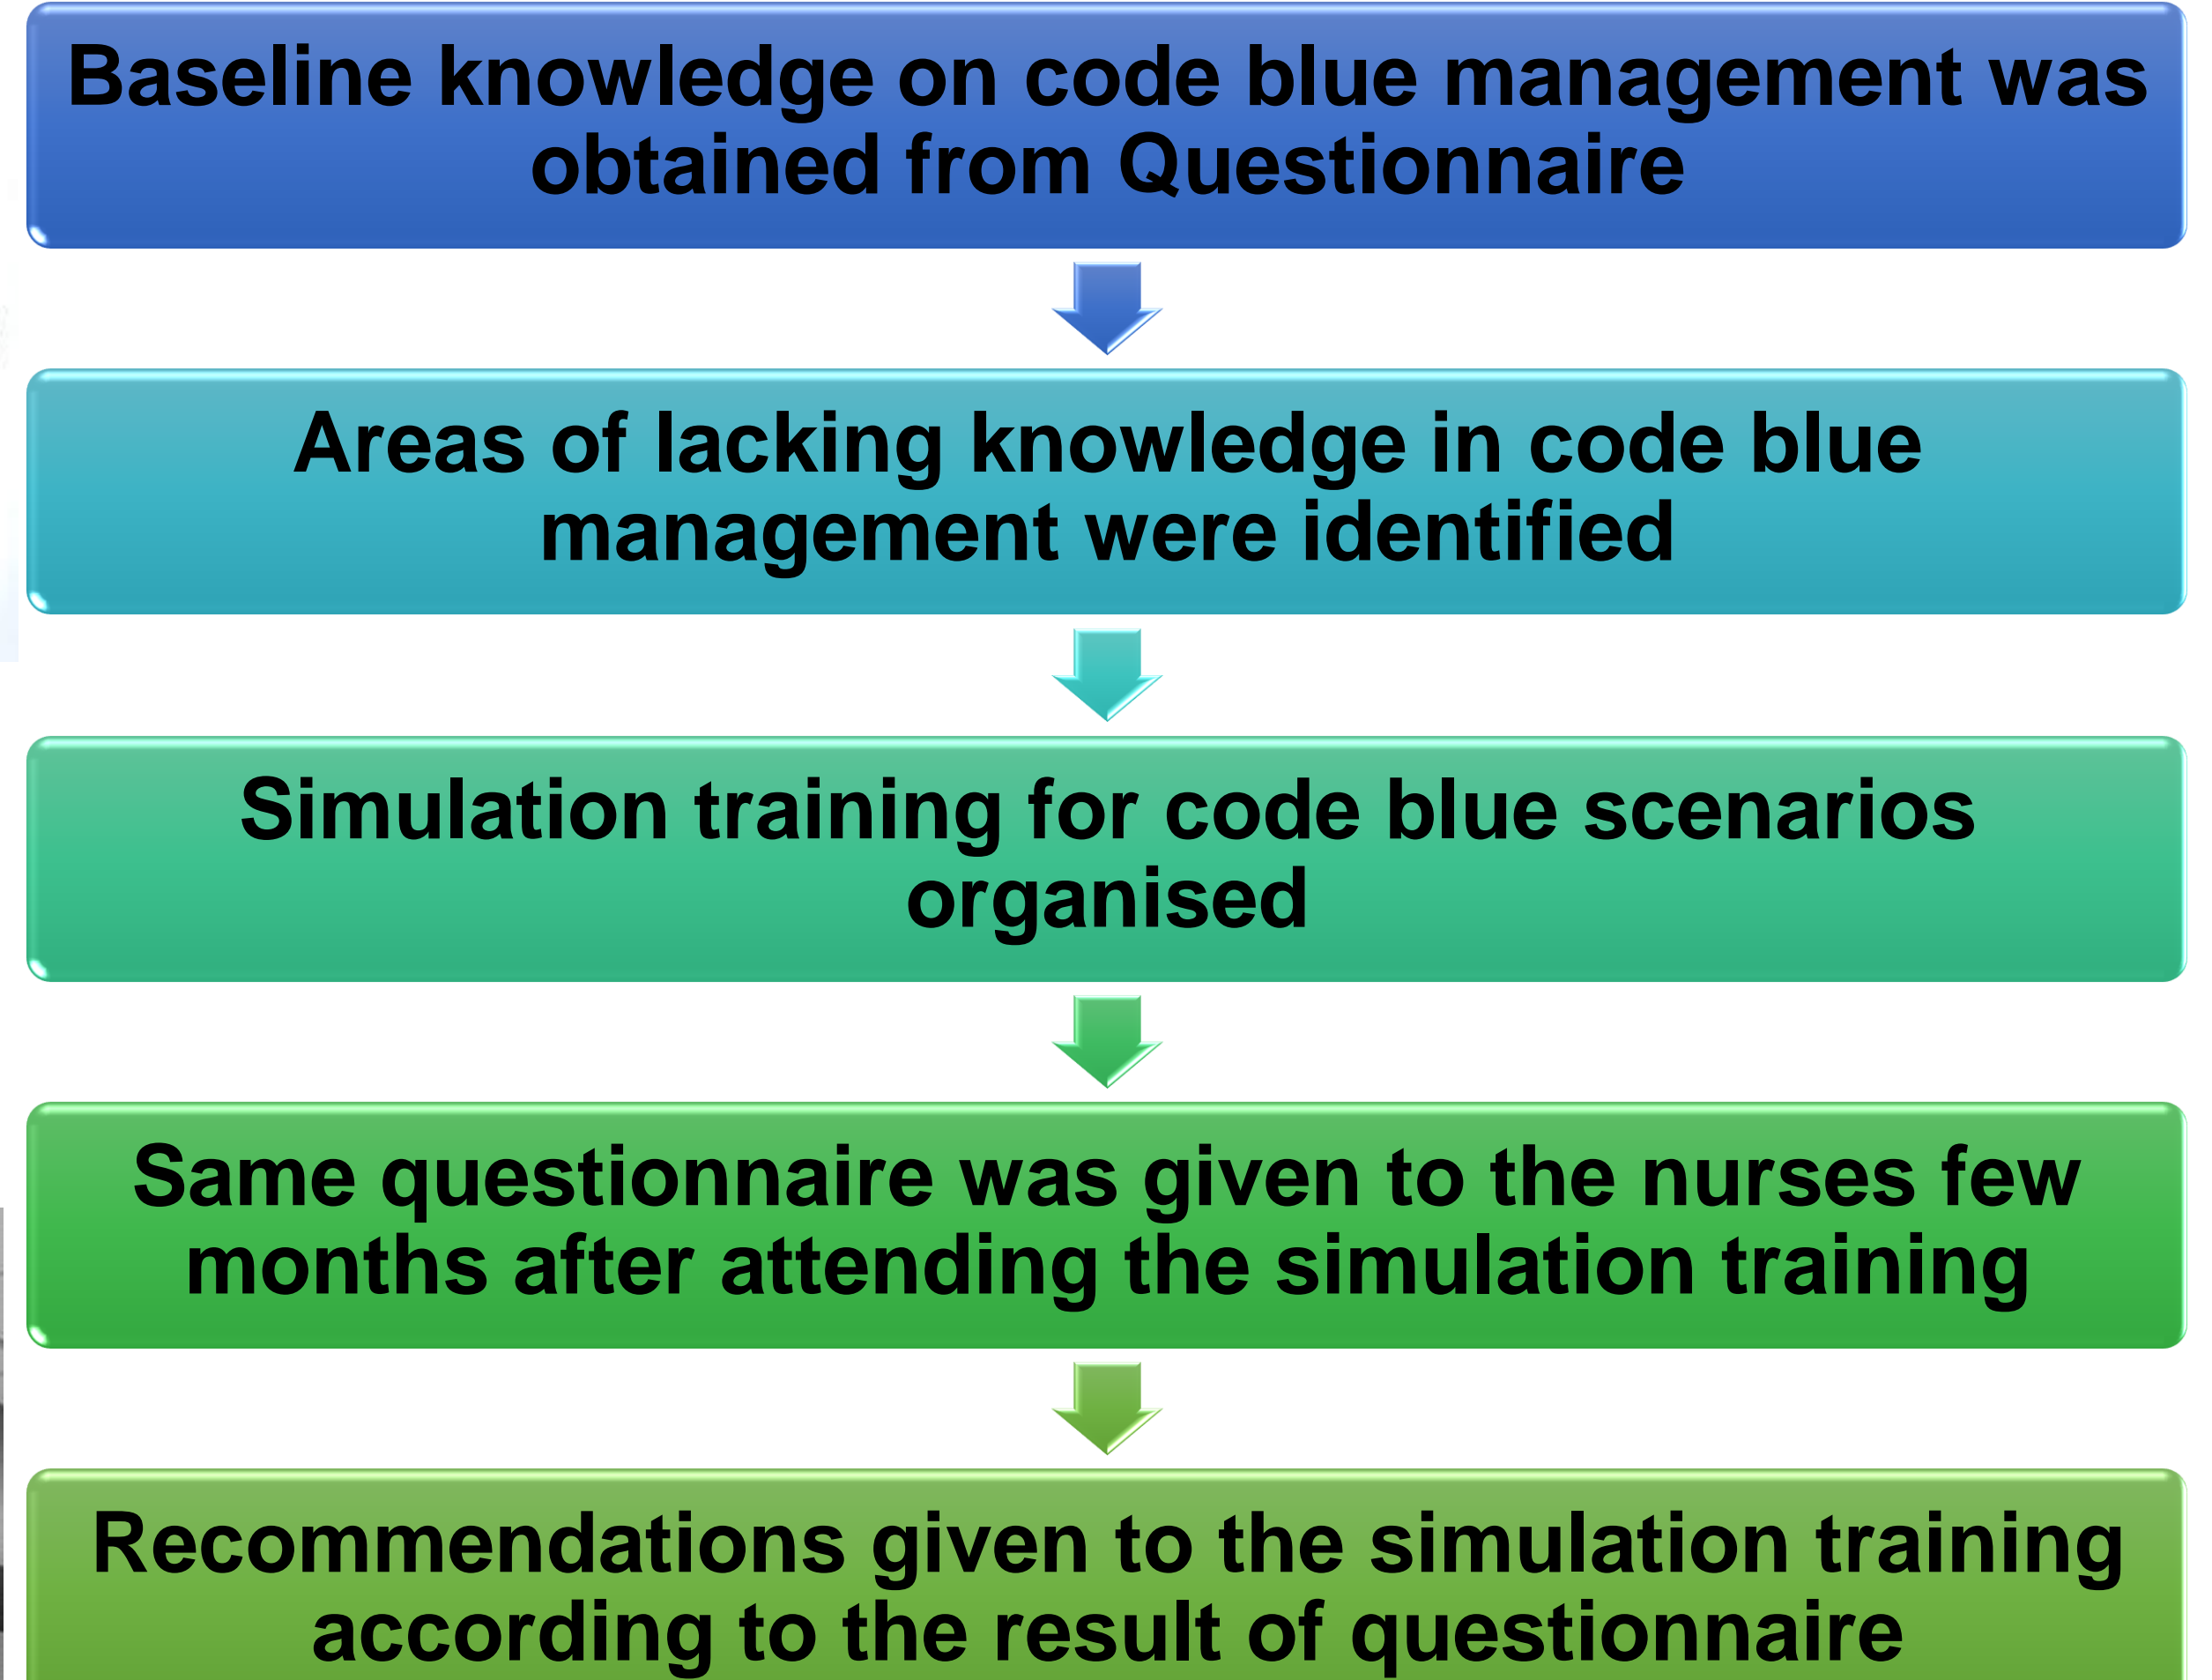 Baseline knowledge on code blue management was
obtained from Questionnaire
Areas of lacking knowledge in code blue
management were identified
Simulation training for code blue scenarios
organised
Same questionnaire was given to the nurses few
months after attending the simulation training
Recommendations given to the simulation training
according to the result of questionnaire